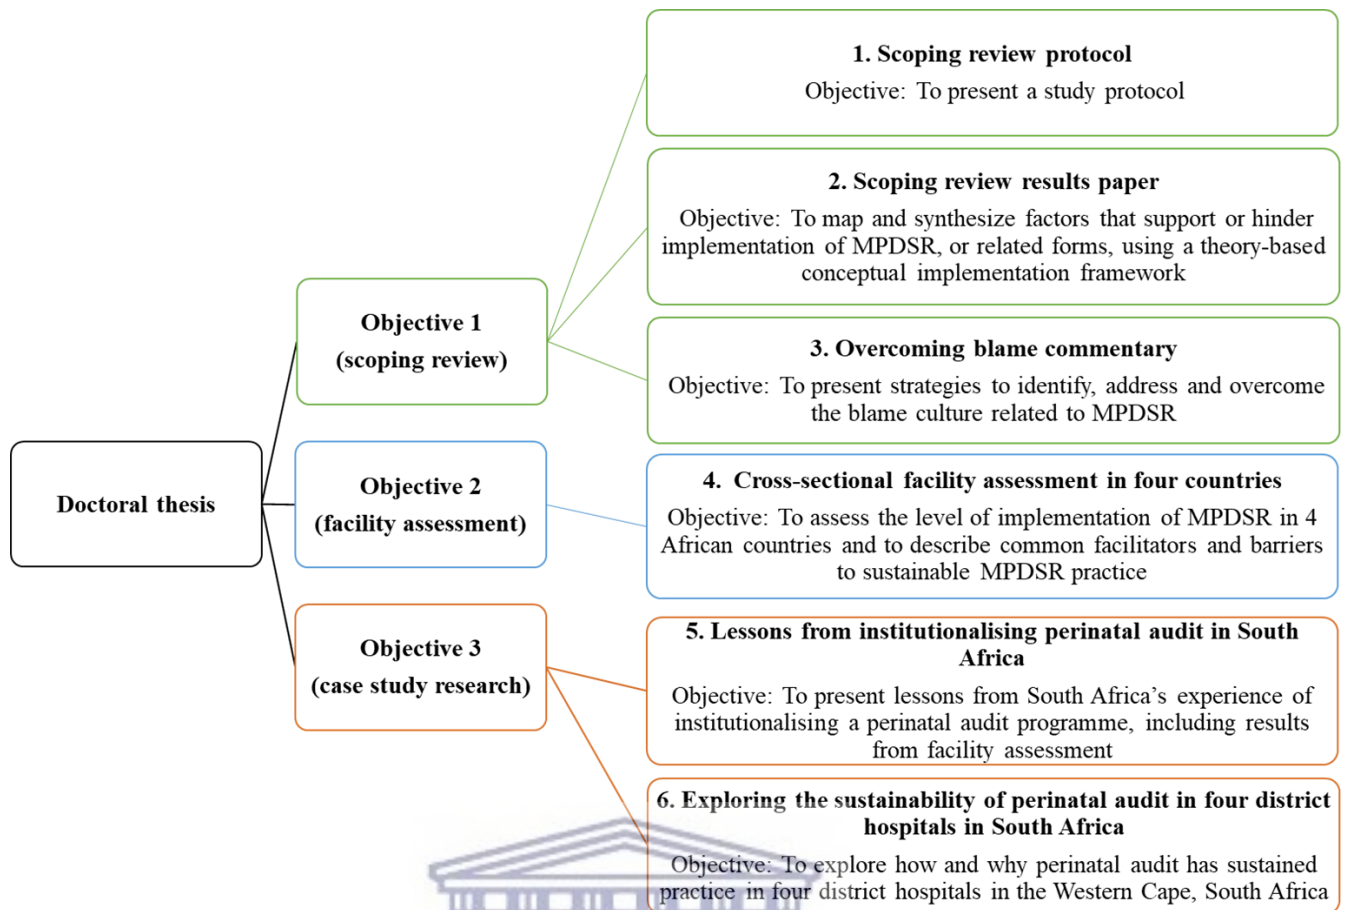 1. Scoping review protocol
Objective: To present a study protocol
2. Scoping review results paper
Objective: To map and synthesize factors that support or hinder
implementation of MPDSR, or related forms, using a theory-based
conceptual implementation framework
Objective 1
(scoping review)
3. Overcoming blame commentary
Objective: To present strategies to identify, address and overcome
the blame culture related to MPDSR
Doctoral thesis
Objective 2
(facility assessment)
4. Cross-sectional facility assessment in four countries
Objective: To assess the level of implementation of MPDSR in 4
African countries and to describe common facilitators and barriers
to sustainable MPDSR practice
Objective 3
(case study research)
5. Lessons from institutionalising perinatal audit in South
Africa
Objective: To present lessons from South Africa’s experience of
institutionalising a perinatal audit programme, including results
from facility assessment
6. Exploring the sustainability of perinatal audit in four district
hospitals in South Africa
Objective: To explore how and why perinatal audit has sustained
practice in four district hospitals in the Western Cape, South Africa